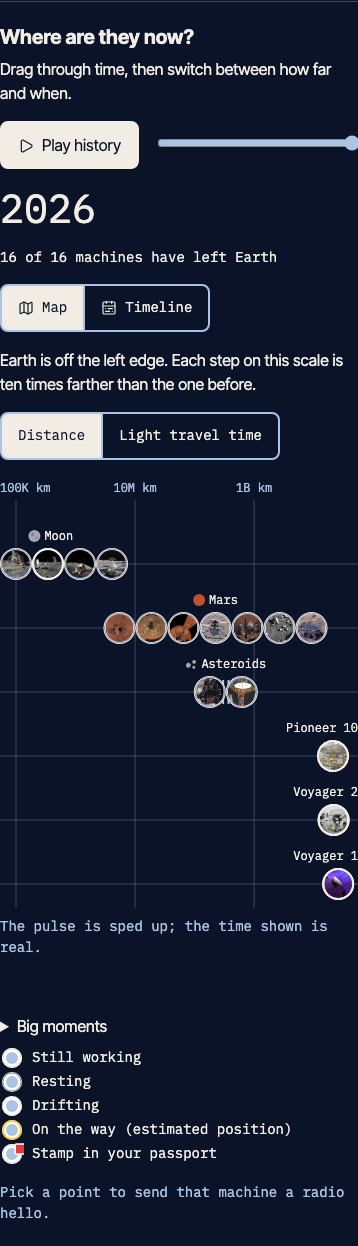 Where are they now?
Drag through time, then switch between how far
and when.
Play history
2026
16 of 16 machines have left Earth
Map
Timeline
Earth is off the left edge. Each step on this scale is
ten times farther than the one before.
Distance
Light travel time
100K km
10M km
1B km
Moon
Mars
Asteroids
Pioneer 10
Voyager 2
Voyager 1
The pulse is sped up; the time shown is
real.
Big moments
Still working
Resting
Drifting
On the way (estimated position)
Stamp in your passport
Pick a point to send that machine a radio
hello.